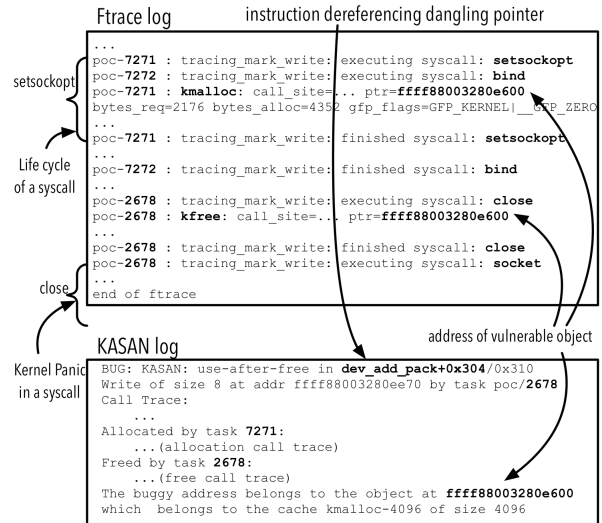 Ftrace log
instruction dereferencing dangling pointer
...
poc-7271 : tracing_mark_write: executing syscall: setsockopt
poc-7272 : tracing_mark_write: executing syscall: bind
poc-7271 : kmalloc: call_site=... ptr=ffff88003280e600
bytes_req=2176 bytes_alloc=4352 gfp_flags=GFP_KERNEL|__GFP_ZERO
...
poc-7271 : tracing_mark_write: finished syscall: setsockopt
...
poc-7272 : tracing_mark_write: finished syscall: bind
...
poc-2678 : tracing_mark_write: executing syscall: close
poc-2678 : kfree: call_site=... ptr=ffff88003280e600
...
poc-2678 : tracing_mark_write: finished syscall: close
poc-2678 : tracing_mark_write: executing syscall: socket
...
end of ftrace
setsockopt
Life cycle
of a syscall
close
Kernel Panic
in a syscall
address of vulnerable object
KASAN log
BUG: KASAN: use-after-free in dev_add_pack+0x304/0x310
Write of size 8 at addr ffff88003280ee70 by task poc/2678
Call Trace:
...
Allocated by task 7271:
...(allocation call trace)
Freed by task 2678:
...(free call trace)
The buggy address belongs to the object at ffff88003280e600
which belongs to the cache kmalloc-4096 of size 4096